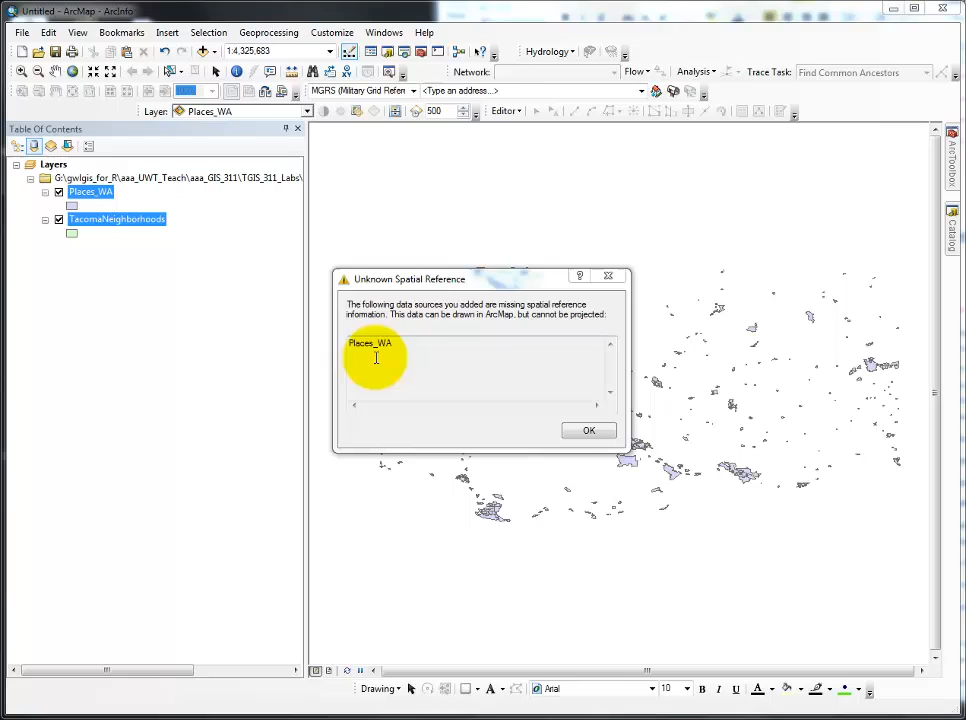 Untitled - ArcMap - ArcInfo
File Edit View Bookmarks Insert Selection Geoprocessing Customize Windows Help
1:4,325,683 Hydrology
Network: Flow Analysis Trace Task: Find Common Ancestors
MGRS (Military Grid Referen <Type an address...>
Layer: Places_WA 500 Editor
Table Of Contents
Layers
G:\gwlgis_for_R\aaa_UWT_Teach\aaa_GIS_311\TGIS_311_Labs\
Places_WA
TacomaNeighborhoods
ArcToolbox
Catalog
Unknown Spatial Reference
The following data sources you added are missing spatial reference
information. This data can be drawn in ArcMap, but cannot be projected:
Places_WA
OK
Drawing A Arial 10 B I U A